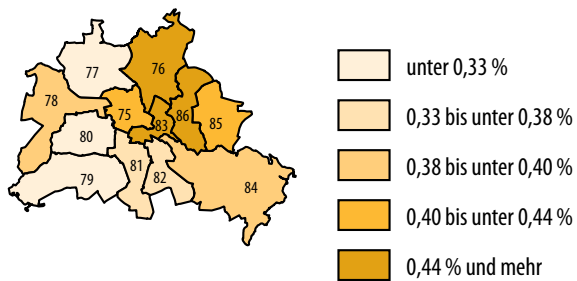 77
76
78
75
83
86
85
80
81
79
82
84
unter 0,33 %
0,33 bis unter 0,38 %
0,38 bis unter 0,40 %
0,40 bis unter 0,44 %
0,44 % und mehr